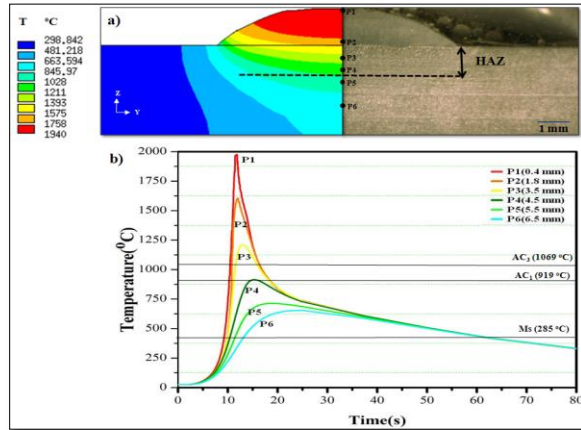 T °C
298.842
481.218
663.594
845.97
1028
1211
1393
1575
1758
1940
a)
P1
P2
P3
P4
P5
P6
HAZ
Z
Y
1 mm
b)
Temperature(⁰C)
2000
1750
1500
1250
1000
750
500
250
0
P1
P2
P3
P4
P5
P6
P1(0.4 mm)
P2(1.8 mm)
P3(3.5 mm)
P4(4.5 mm)
P5(5.5 mm)
P6(6.5 mm)
AC₃ (1069 °C)
AC₁ (919 °C)
Ms (285 °C)
0 10 20 30 40 50 60 70 80
Time(s)